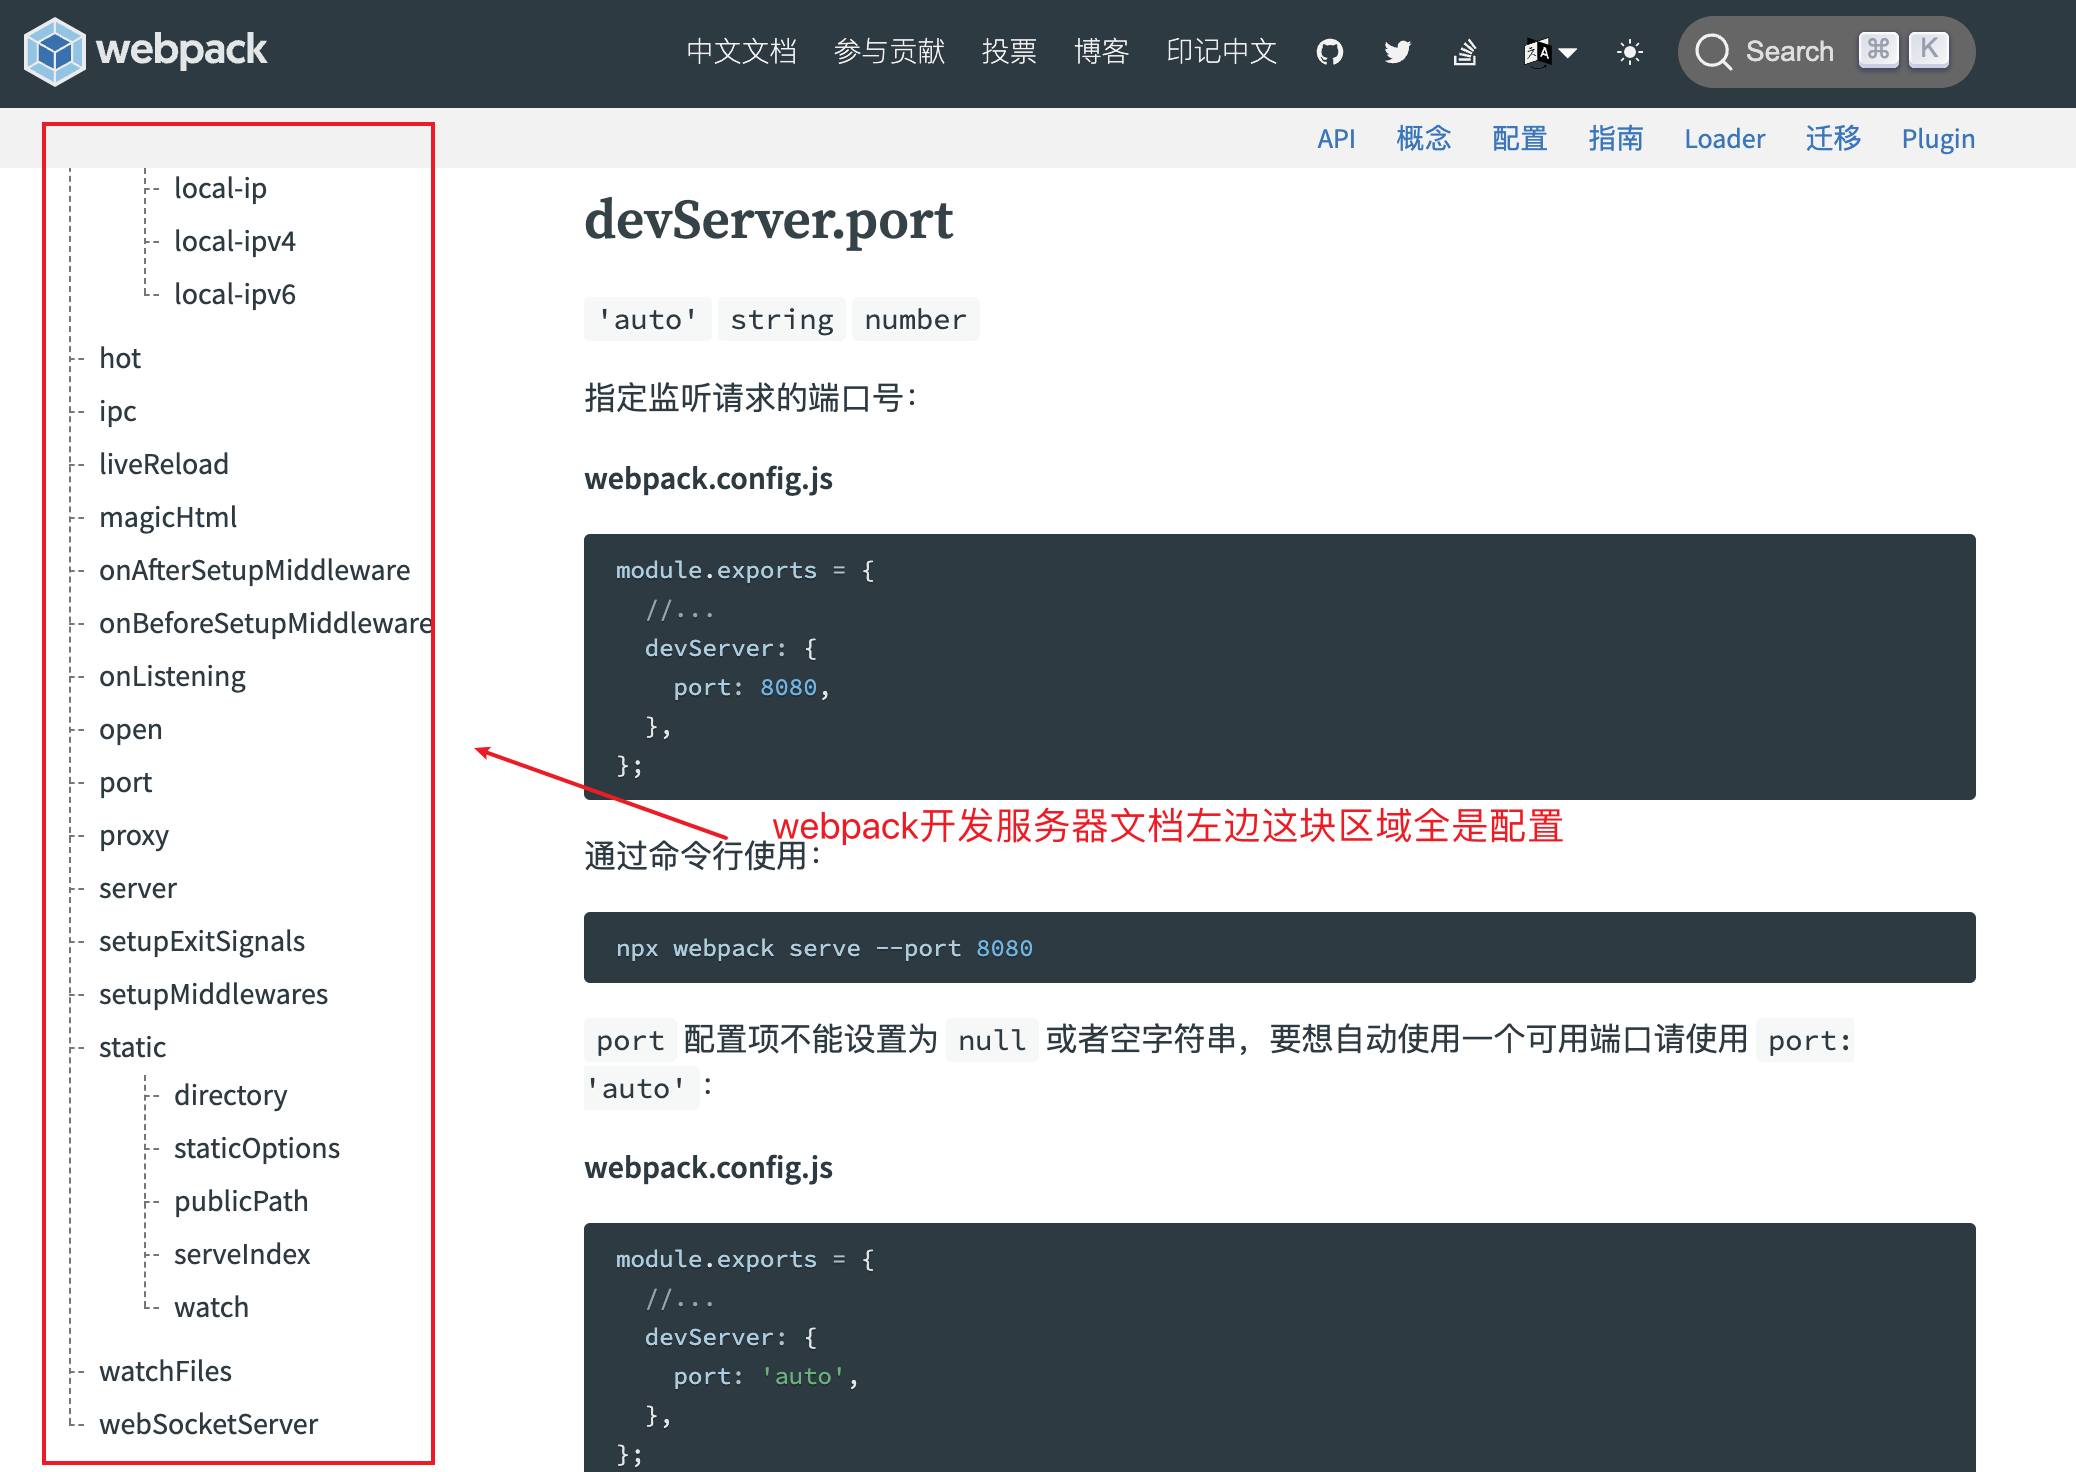 webpack
中文文档 参与贡献 投票 博客 印记中文 Search ⌘ K
API 概念 配置 指南 Loader 迁移 Plugin
local-ip
local-ipv4
local-ipv6
hot
ipc
liveReload
magicHtml
onAfterSetupMiddleware
onBeforeSetupMiddleware
onListening
open
port
proxy
server
setupExitSignals
setupMiddlewares
static
directory
staticOptions
publicPath
serveIndex
watch
watchFiles
webSocketServer
devServer.port
'auto' string number
指定监听请求的端口号：
webpack.config.js
module.exports = {
  //...
  devServer: {
    port: 8080,
  },
};
webpack开发服务器文档左边这块区域全是配置
通过命令行使用：
npx webpack serve --port 8080
port 配置项不能设置为 null 或者空字符串，要想自动使用一个可用端口请使用 port:
'auto'：
webpack.config.js
module.exports = {
  //...
  devServer: {
    port: 'auto',
  },
};